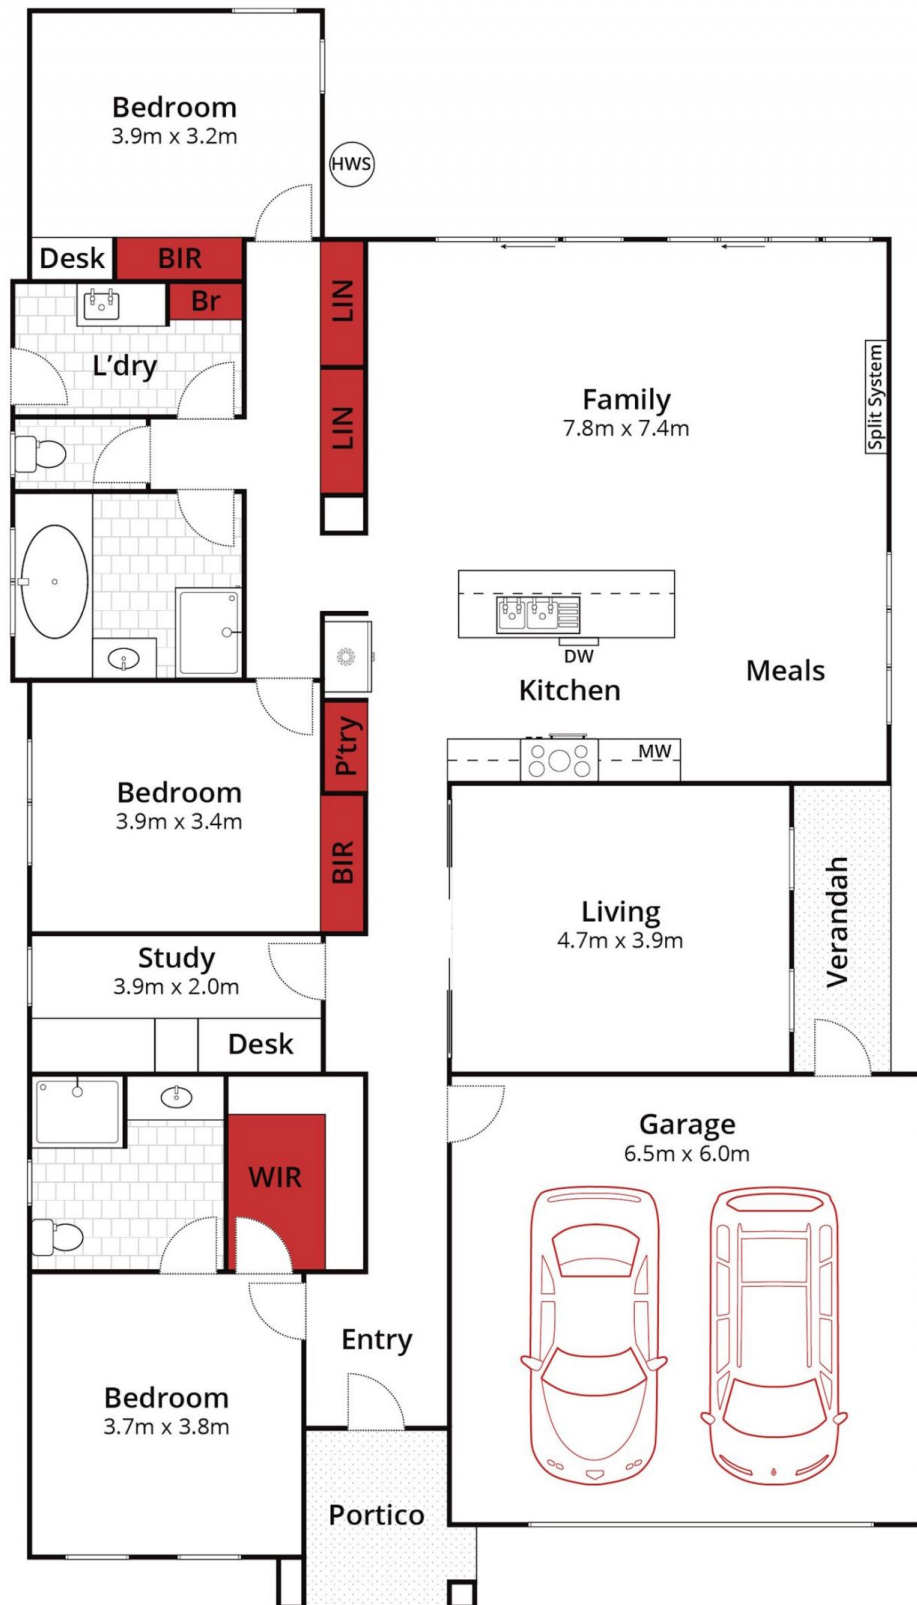 Bedroom
3.9m x 3.2m
HWS
Desk
BIR
Br
LIN
L'dry
LIN
Family
7.8m x 7.4m
Split System
DW
Kitchen
Meals
P'try
MW
Bedroom
3.9m x 3.4m
BIR
Living
4.7m x 3.9m
Verandah
Study
3.9m x 2.0m
Desk
Garage
6.5m x 6.0m
WIR
Entry
Bedroom
3.7m x 3.8m
Portico